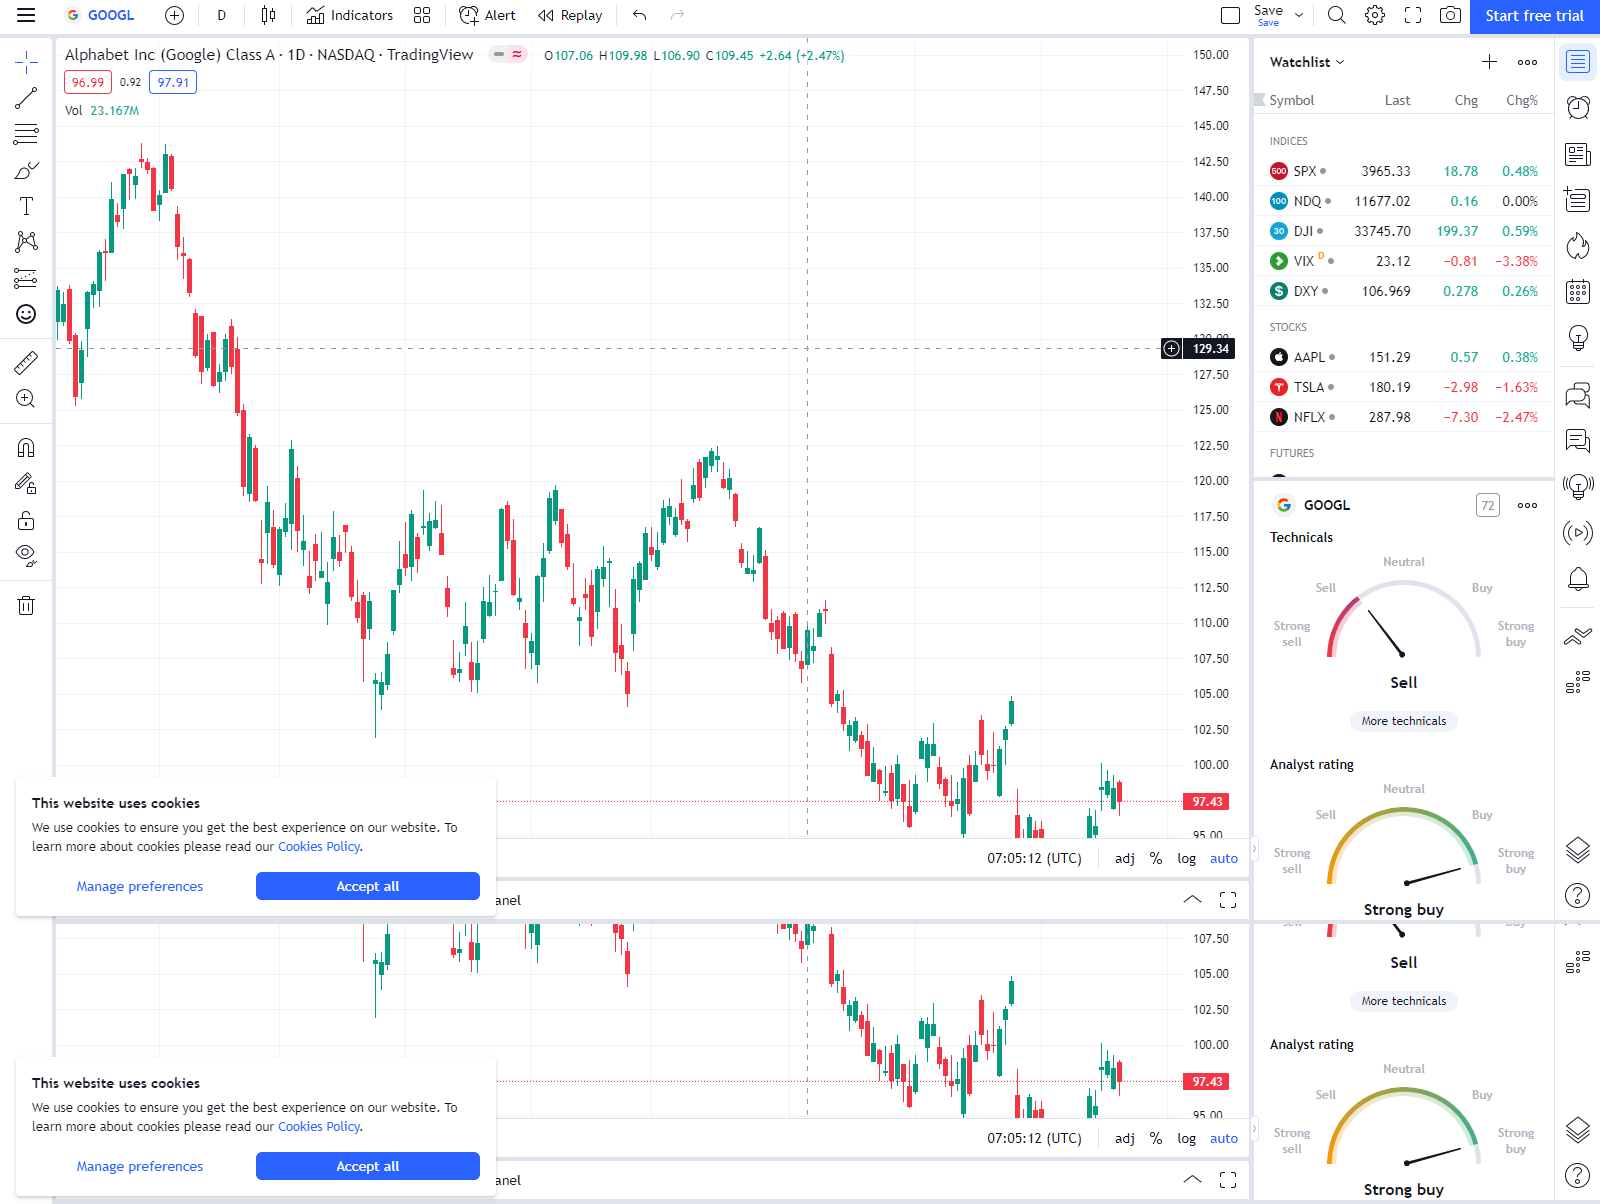 GOOGL D Indicators Alert Replay Save Save Start free trial
Alphabet Inc (Google) Class A · 1D · NASDAQ · TradingView O107.06 H109.98 L106.90 C109.45 +2.64 (+2.47%)
96.99 0.92 97.91
Vol 23.167M
150.00
147.50
145.00
142.50
140.00
137.50
135.00
132.50
130.00
129.34
127.50
125.00
122.50
120.00
117.50
115.00
112.50
110.00
107.50
105.00
102.50
100.00
97.43
95.00
Watchlist
Symbol Last Chg Chg%
INDICES
500 SPX 3965.33 18.78 0.48%
100 NDQ 11677.02 0.16 0.00%
30 DJI 33745.70 199.37 0.59%
VIX D 23.12 −0.81 −3.38%
$ DXY 106.969 0.278 0.26%
STOCKS
AAPL 151.29 0.57 0.38%
TSLA 180.19 −2.98 −1.63%
NFLX 287.98 −7.30 −2.47%
FUTURES
GOOGL 72
Technicals
Neutral
Sell Buy
Strong sell Strong buy
Sell
More technicals
Analyst rating
Neutral
Sell Buy
Strong sell Strong buy
Strong buy
This website uses cookies
We use cookies to ensure you get the best experience on our website. To
learn more about cookies please read our Cookies Policy.
Manage preferences Accept all
07:05:12 (UTC) adj % log auto
anel
107.50
105.00
102.50
100.00
97.43
95.00
Sell
More technicals
Analyst rating
Neutral
Sell Buy
Strong sell Strong buy
Strong buy
This website uses cookies
We use cookies to ensure you get the best experience on our website. To
learn more about cookies please read our Cookies Policy.
Manage preferences Accept all
07:05:12 (UTC) adj % log auto
anel